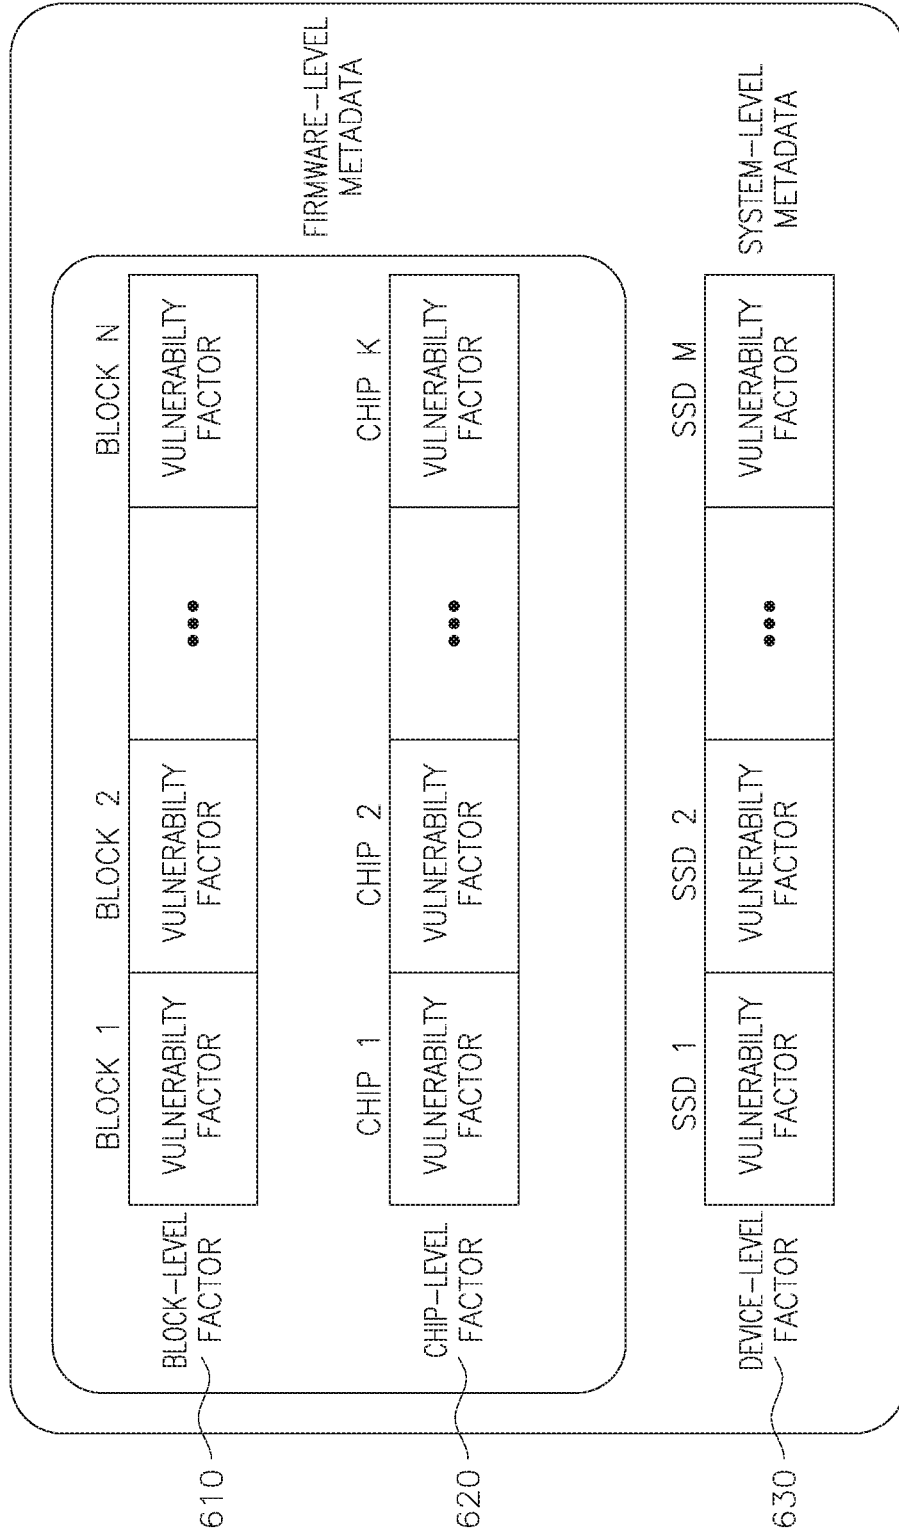 BLOCK 1
BLOCK 2
BLOCK N
610
BLOCK-LEVEL
FACTOR
VULNERABILTY
FACTOR
VULNERABILTY
FACTOR
•••
VULNERABILTY
FACTOR
FIRMWARE-LEVEL
METADATA
CHIP 1
CHIP 2
CHIP K
620
CHIP-LEVEL
FACTOR
VULNERABILTY
FACTOR
VULNERABILTY
FACTOR
•••
VULNERABILTY
FACTOR
SSD 1
SSD 2
SSD M
630
DEVICE-LEVEL
FACTOR
VULNERABILTY
FACTOR
VULNERABILTY
FACTOR
•••
VULNERABILTY
FACTOR
SYSTEM-LEVEL
METADATA